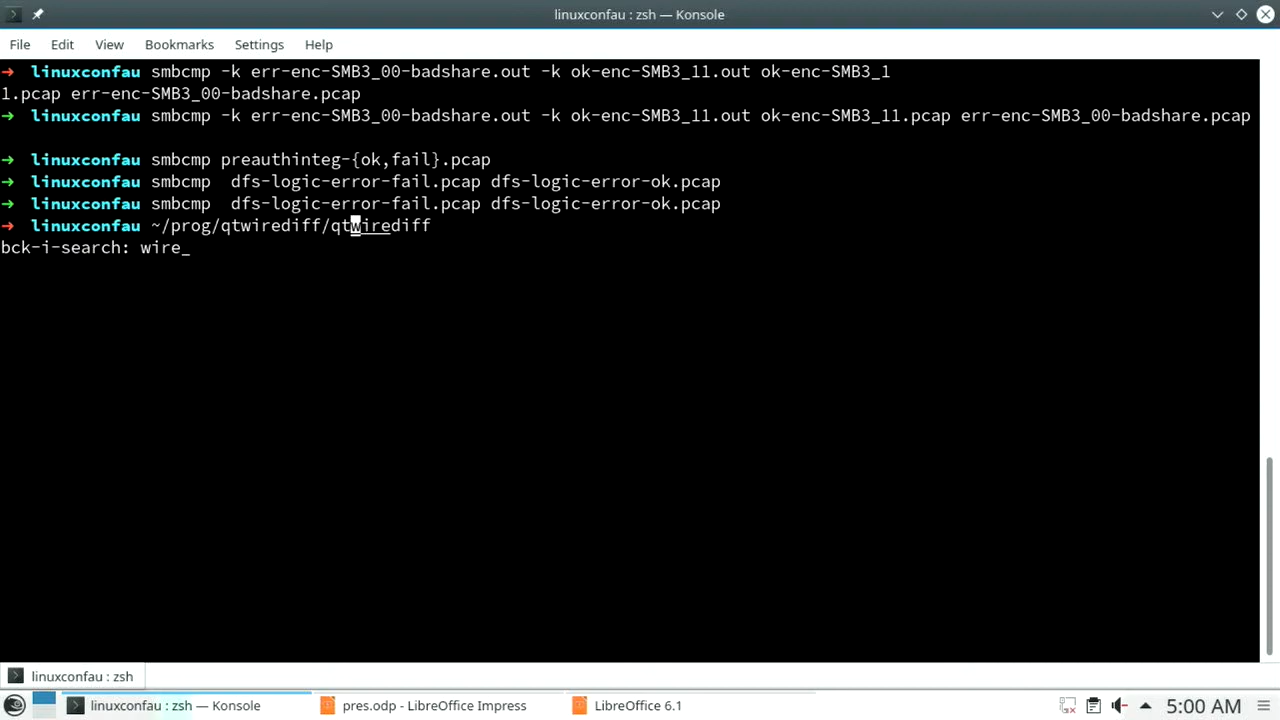 linuxconfau : zsh — Konsole
File Edit View Bookmarks Settings Help
➜ linuxconfau smbcmp -k err-enc-SMB3_00-badshare.out -k ok-enc-SMB3_11.out ok-enc-SMB3_1
1.pcap err-enc-SMB3_00-badshare.pcap
➜ linuxconfau smbcmp -k err-enc-SMB3_00-badshare.out -k ok-enc-SMB3_11.out ok-enc-SMB3_11.pcap err-enc-SMB3_00-badshare.pcap
➜ linuxconfau smbcmp preauthinteg-{ok,fail}.pcap
➜ linuxconfau smbcmp  dfs-logic-error-fail.pcap dfs-logic-error-ok.pcap
➜ linuxconfau smbcmp  dfs-logic-error-fail.pcap dfs-logic-error-ok.pcap
➜ linuxconfau ~/prog/qtwirediff/qtwirediff
bck-i-search: wire_
linuxconfau : zsh
linuxconfau : zsh — Konsole
pres.odp - LibreOffice Impress
LibreOffice 6.1
5:00 AM